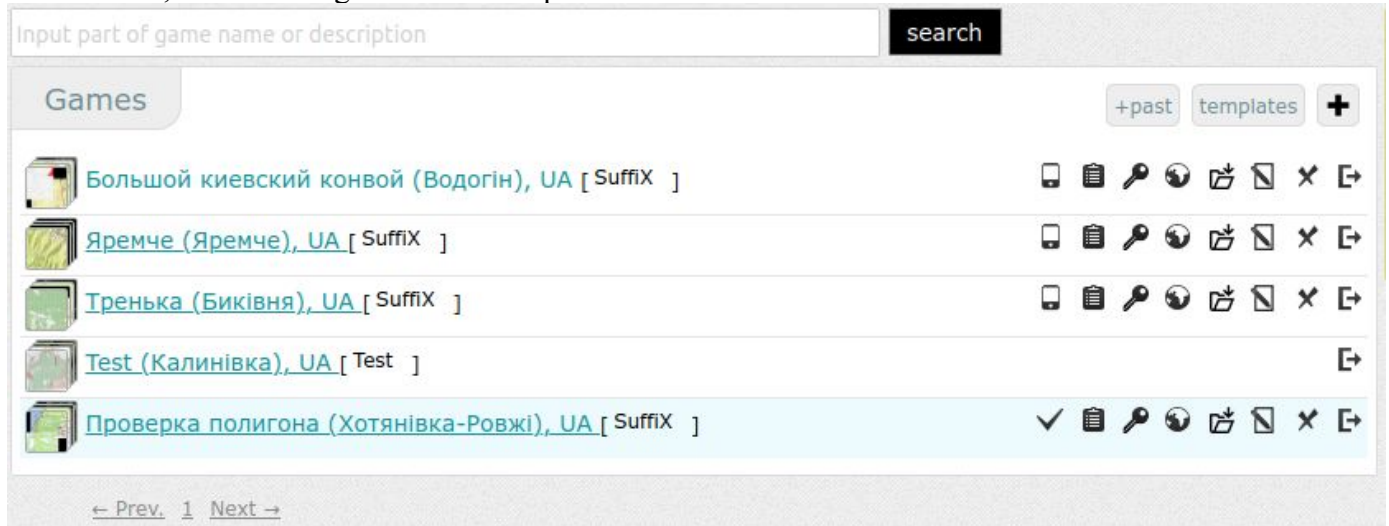 Input part of game name or description
search
Games
+past templates +
Большой киевский конвой (Водогін), UA [ SuffiX ]
Яремче (Яремче), UA [ SuffiX ]
Тренька (Биківня), UA [ SuffiX ]
Test (Калинівка), UA [ Test ]
Проверка полигона (Хотянівка-Ровжі), UA [ SuffiX ]
← Prev. 1 Next →